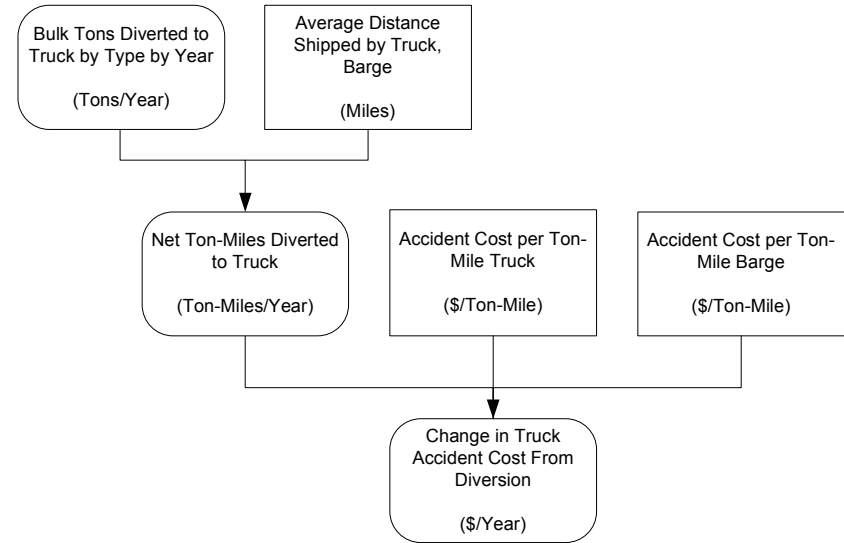 Bulk Tons Diverted to
Truck by Type by Year
(Tons/Year)
Average Distance
Shipped by Truck,
Barge
(Miles)
Net Ton-Miles Diverted
to Truck
(Ton-Miles/Year)
Accident Cost per Ton-
Mile Truck
($/Ton-Mile)
Accident Cost per Ton-
Mile Barge
($/Ton-Mile)
Change in Truck
Accident Cost From
Diversion
($/Year)